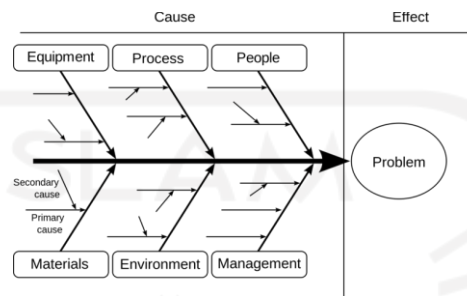 Cause
Effect
Equipment
Process
People
Problem
Secondary
cause
Primary
cause
Materials
Environment
Management